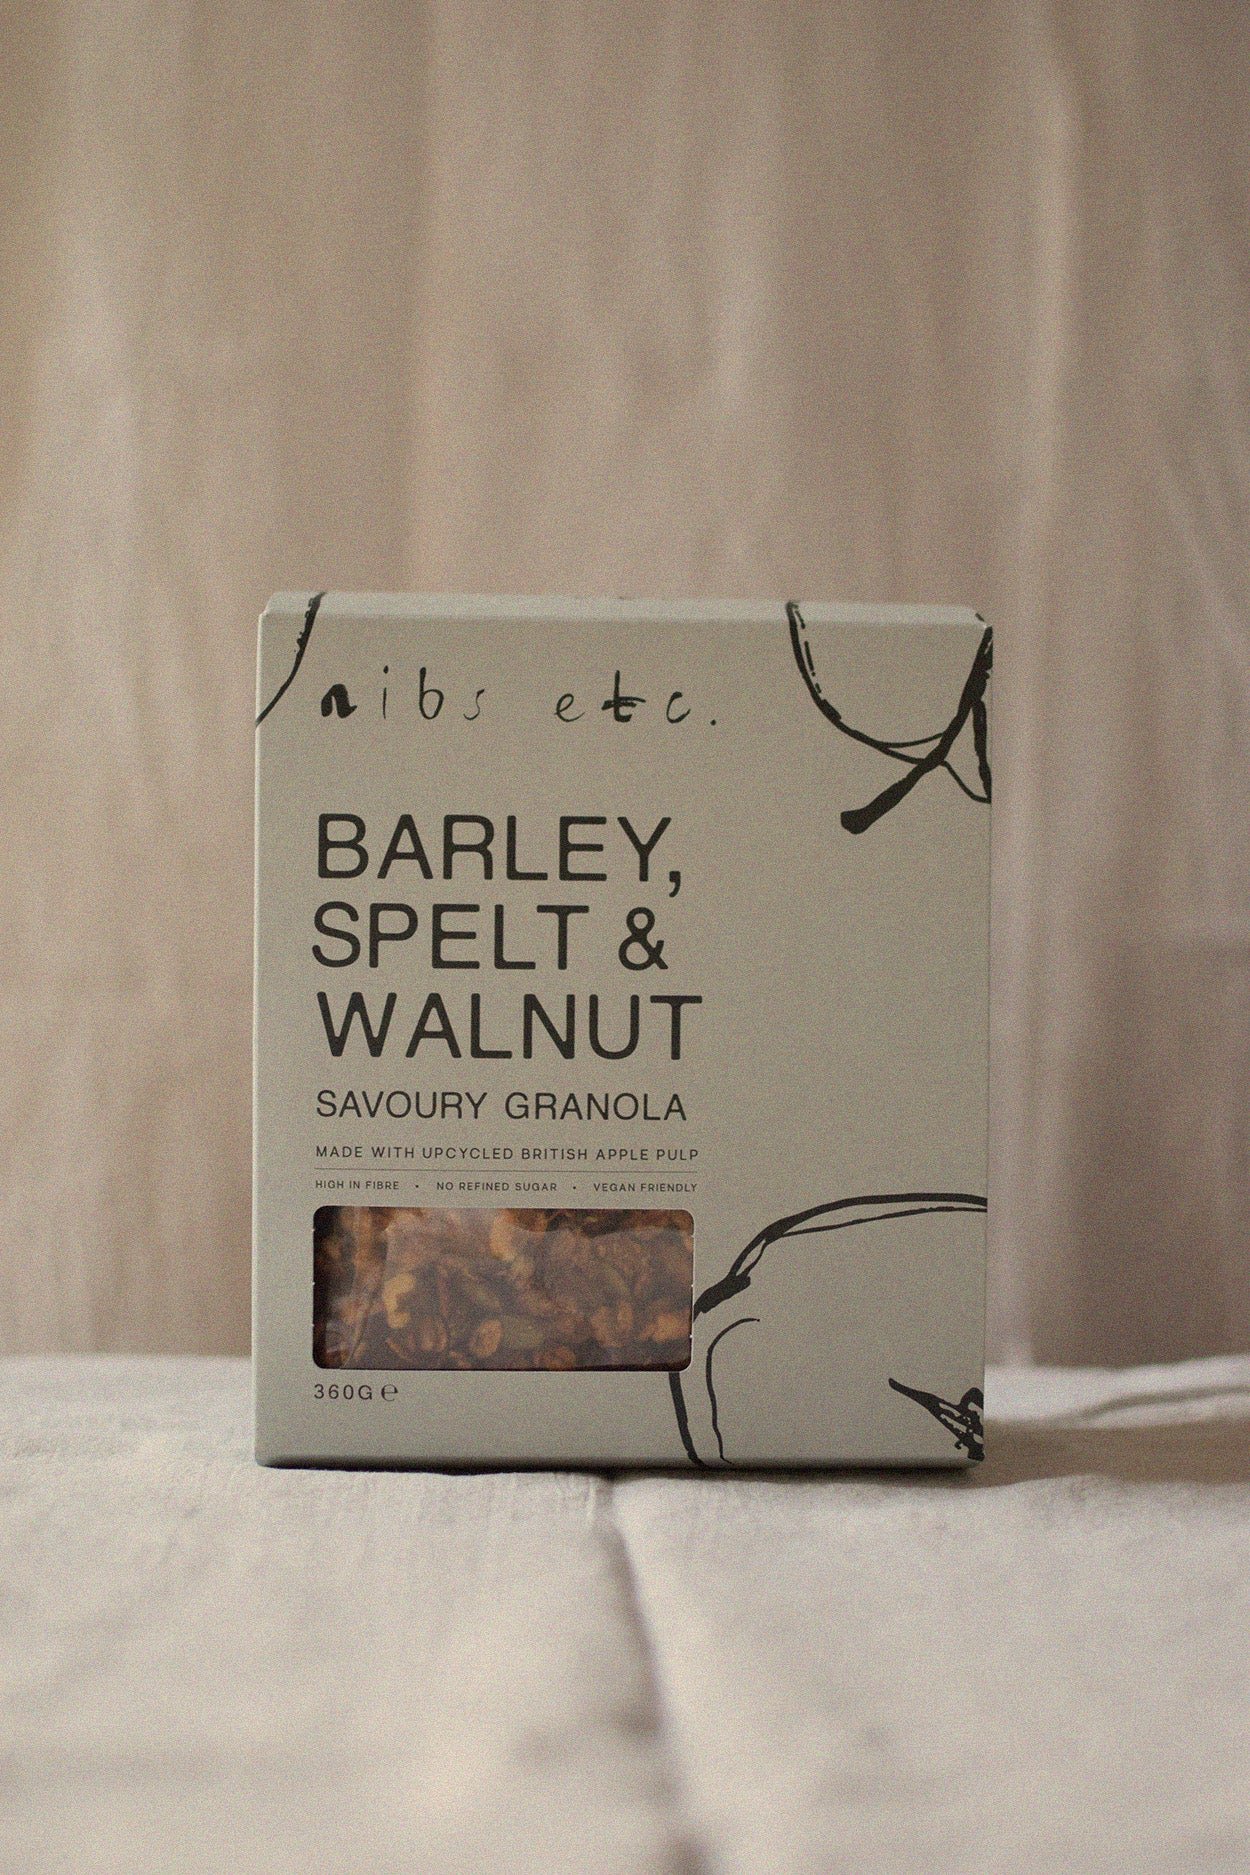 nibs etc.
BARLEY,
SPELT &
WALNUT
SAVOURY GRANOLA
MADE WITH UPCYCLED BRITISH APPLE PULP
HIGH IN FIBRE • NO REFINED SUGAR • VEGAN FRIENDLY
360G ℮